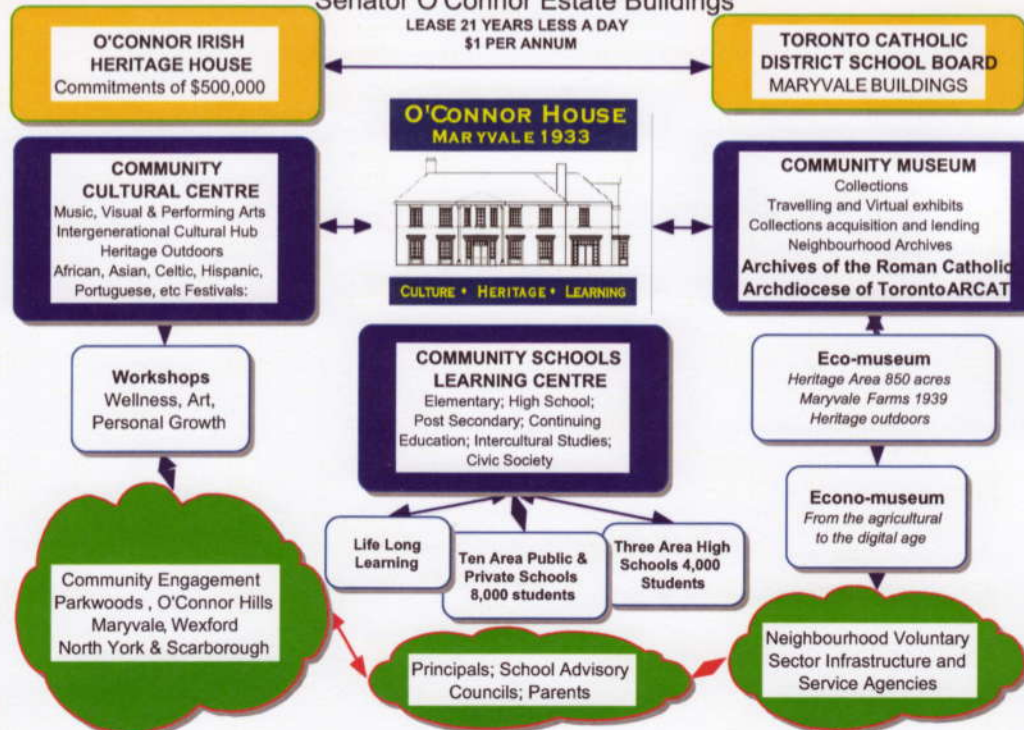 Senator O'Connor Estate Buildings
LEASE 21 YEARS LESS A DAY
$1 PER ANNUM
O'CONNOR IRISH
HERITAGE HOUSE
Commitments of $500,000
TORONTO CATHOLIC
DISTRICT SCHOOL BOARD
MARYVALE BUILDINGS
O'CONNOR HOUSE
MARYVALE 1933
CULTURE • HERITAGE • LEARNING
COMMUNITY
CULTURAL CENTRE
Music, Visual & Performing Arts
Intergenerational Cultural Hub
Heritage Outdoors
African, Asian, Celtic, Hispanic,
Portuguese, etc Festivals:
COMMUNITY MUSEUM
Collections
Travelling and Virtual exhibits
Collections acquisition and lending
Neighbourhood Archives
Archives of the Roman Catholic
Archdiocese of TorontoARCAT
Workshops
Wellness, Art,
Personal Growth
COMMUNITY SCHOOLS
LEARNING CENTRE
Elementary; High School;
Post Secondary; Continuing
Education; Intercultural Studies;
Civic Society
Eco-museum
Heritage Area 850 acres
Maryvale Farms 1939
Heritage outdoors
Econo-museum
From the agricultural
to the digital age
Life Long
Learning
Ten Area Public &
Private Schools
8,000 students
Three Area High
Schools 4,000
Students
Community Engagement
Parkwoods , O'Connor Hills
Maryvale, Wexford
North York & Scarborough
Principals; School Advisory
Councils; Parents
Neighbourhood Voluntary
Sector Infrastructure and
Service Agencies